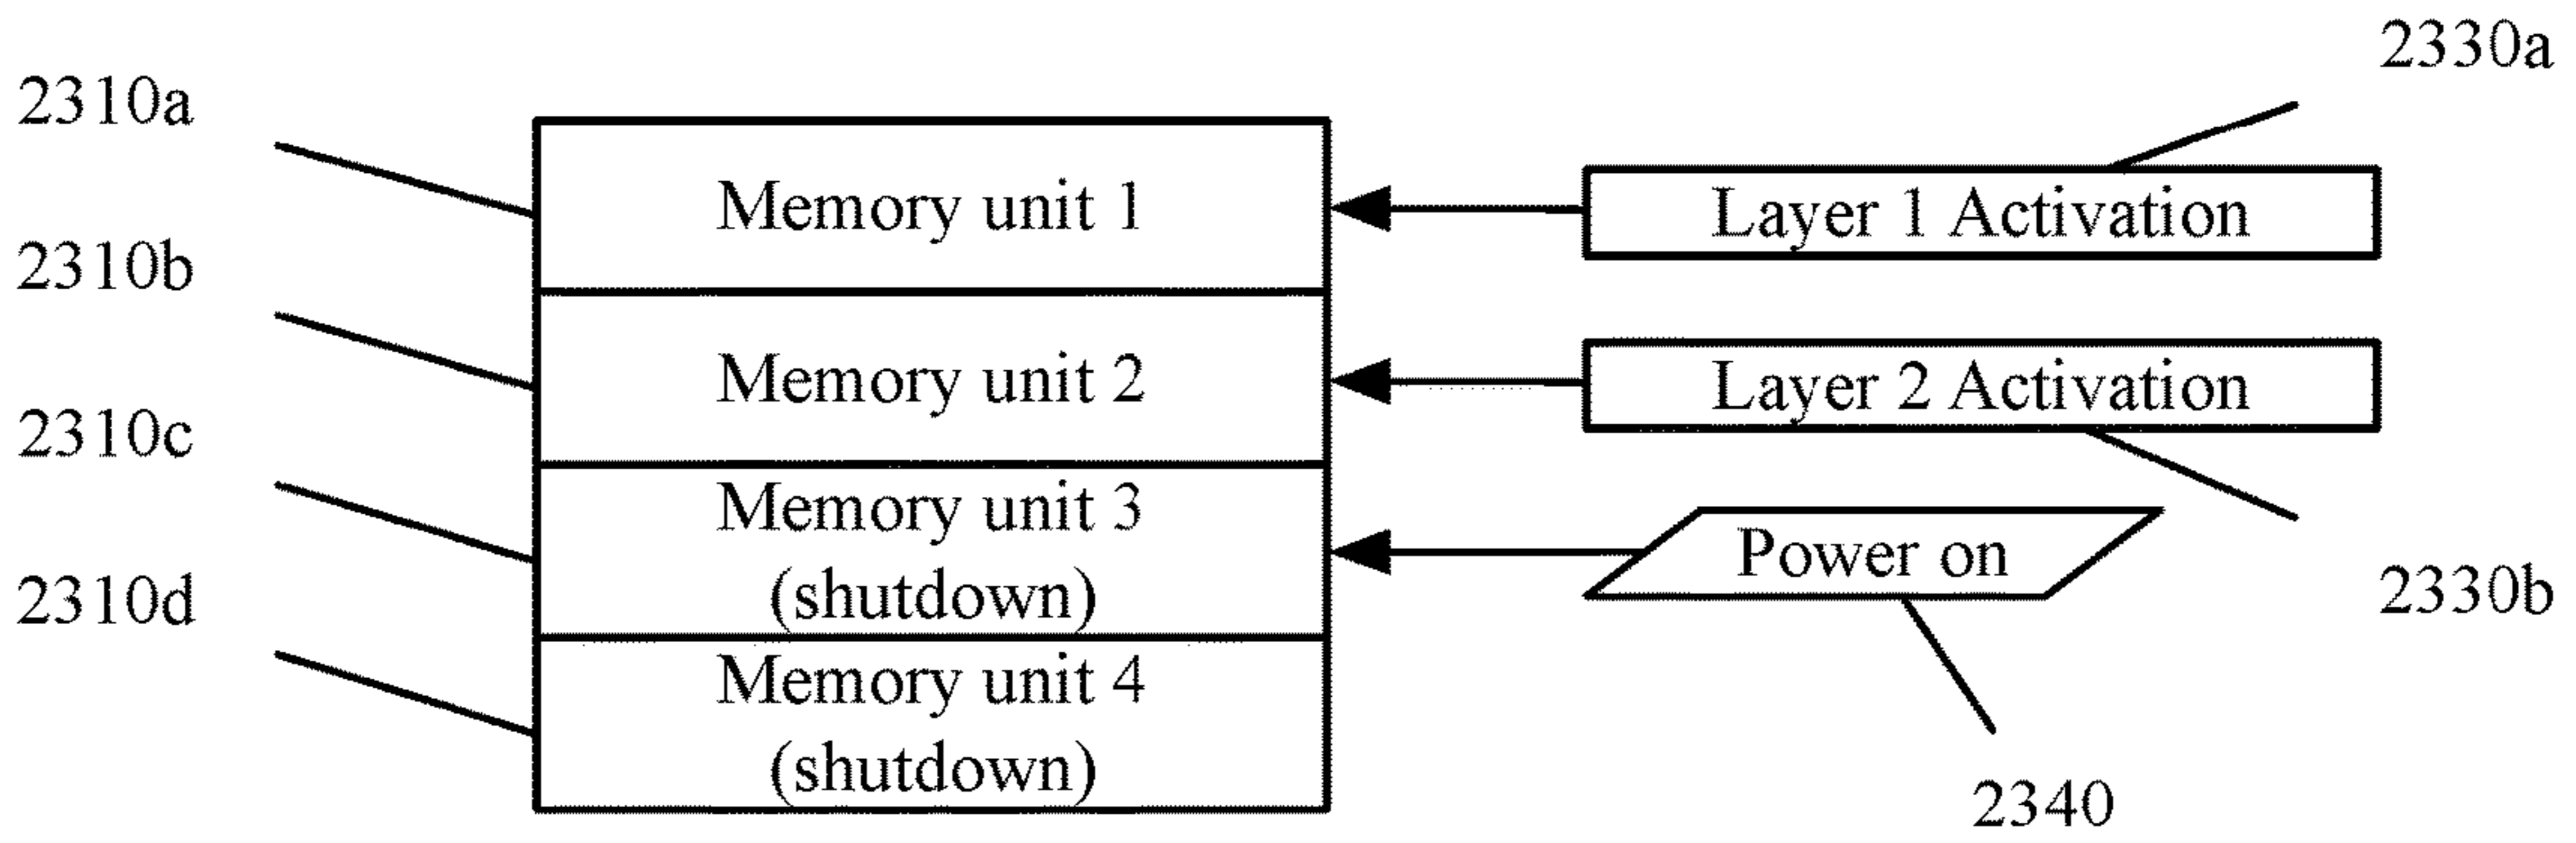 2330a
2310a
Memory unit 1
Layer 1 Activation
2310b
Memory unit 2
Layer 2 Activation
2310c
Memory unit 3
(shutdown)
Power on
2310d
2330b
Memory unit 4
(shutdown)
2340